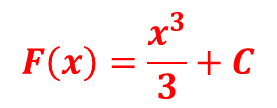 F(x) = x³/3 + C